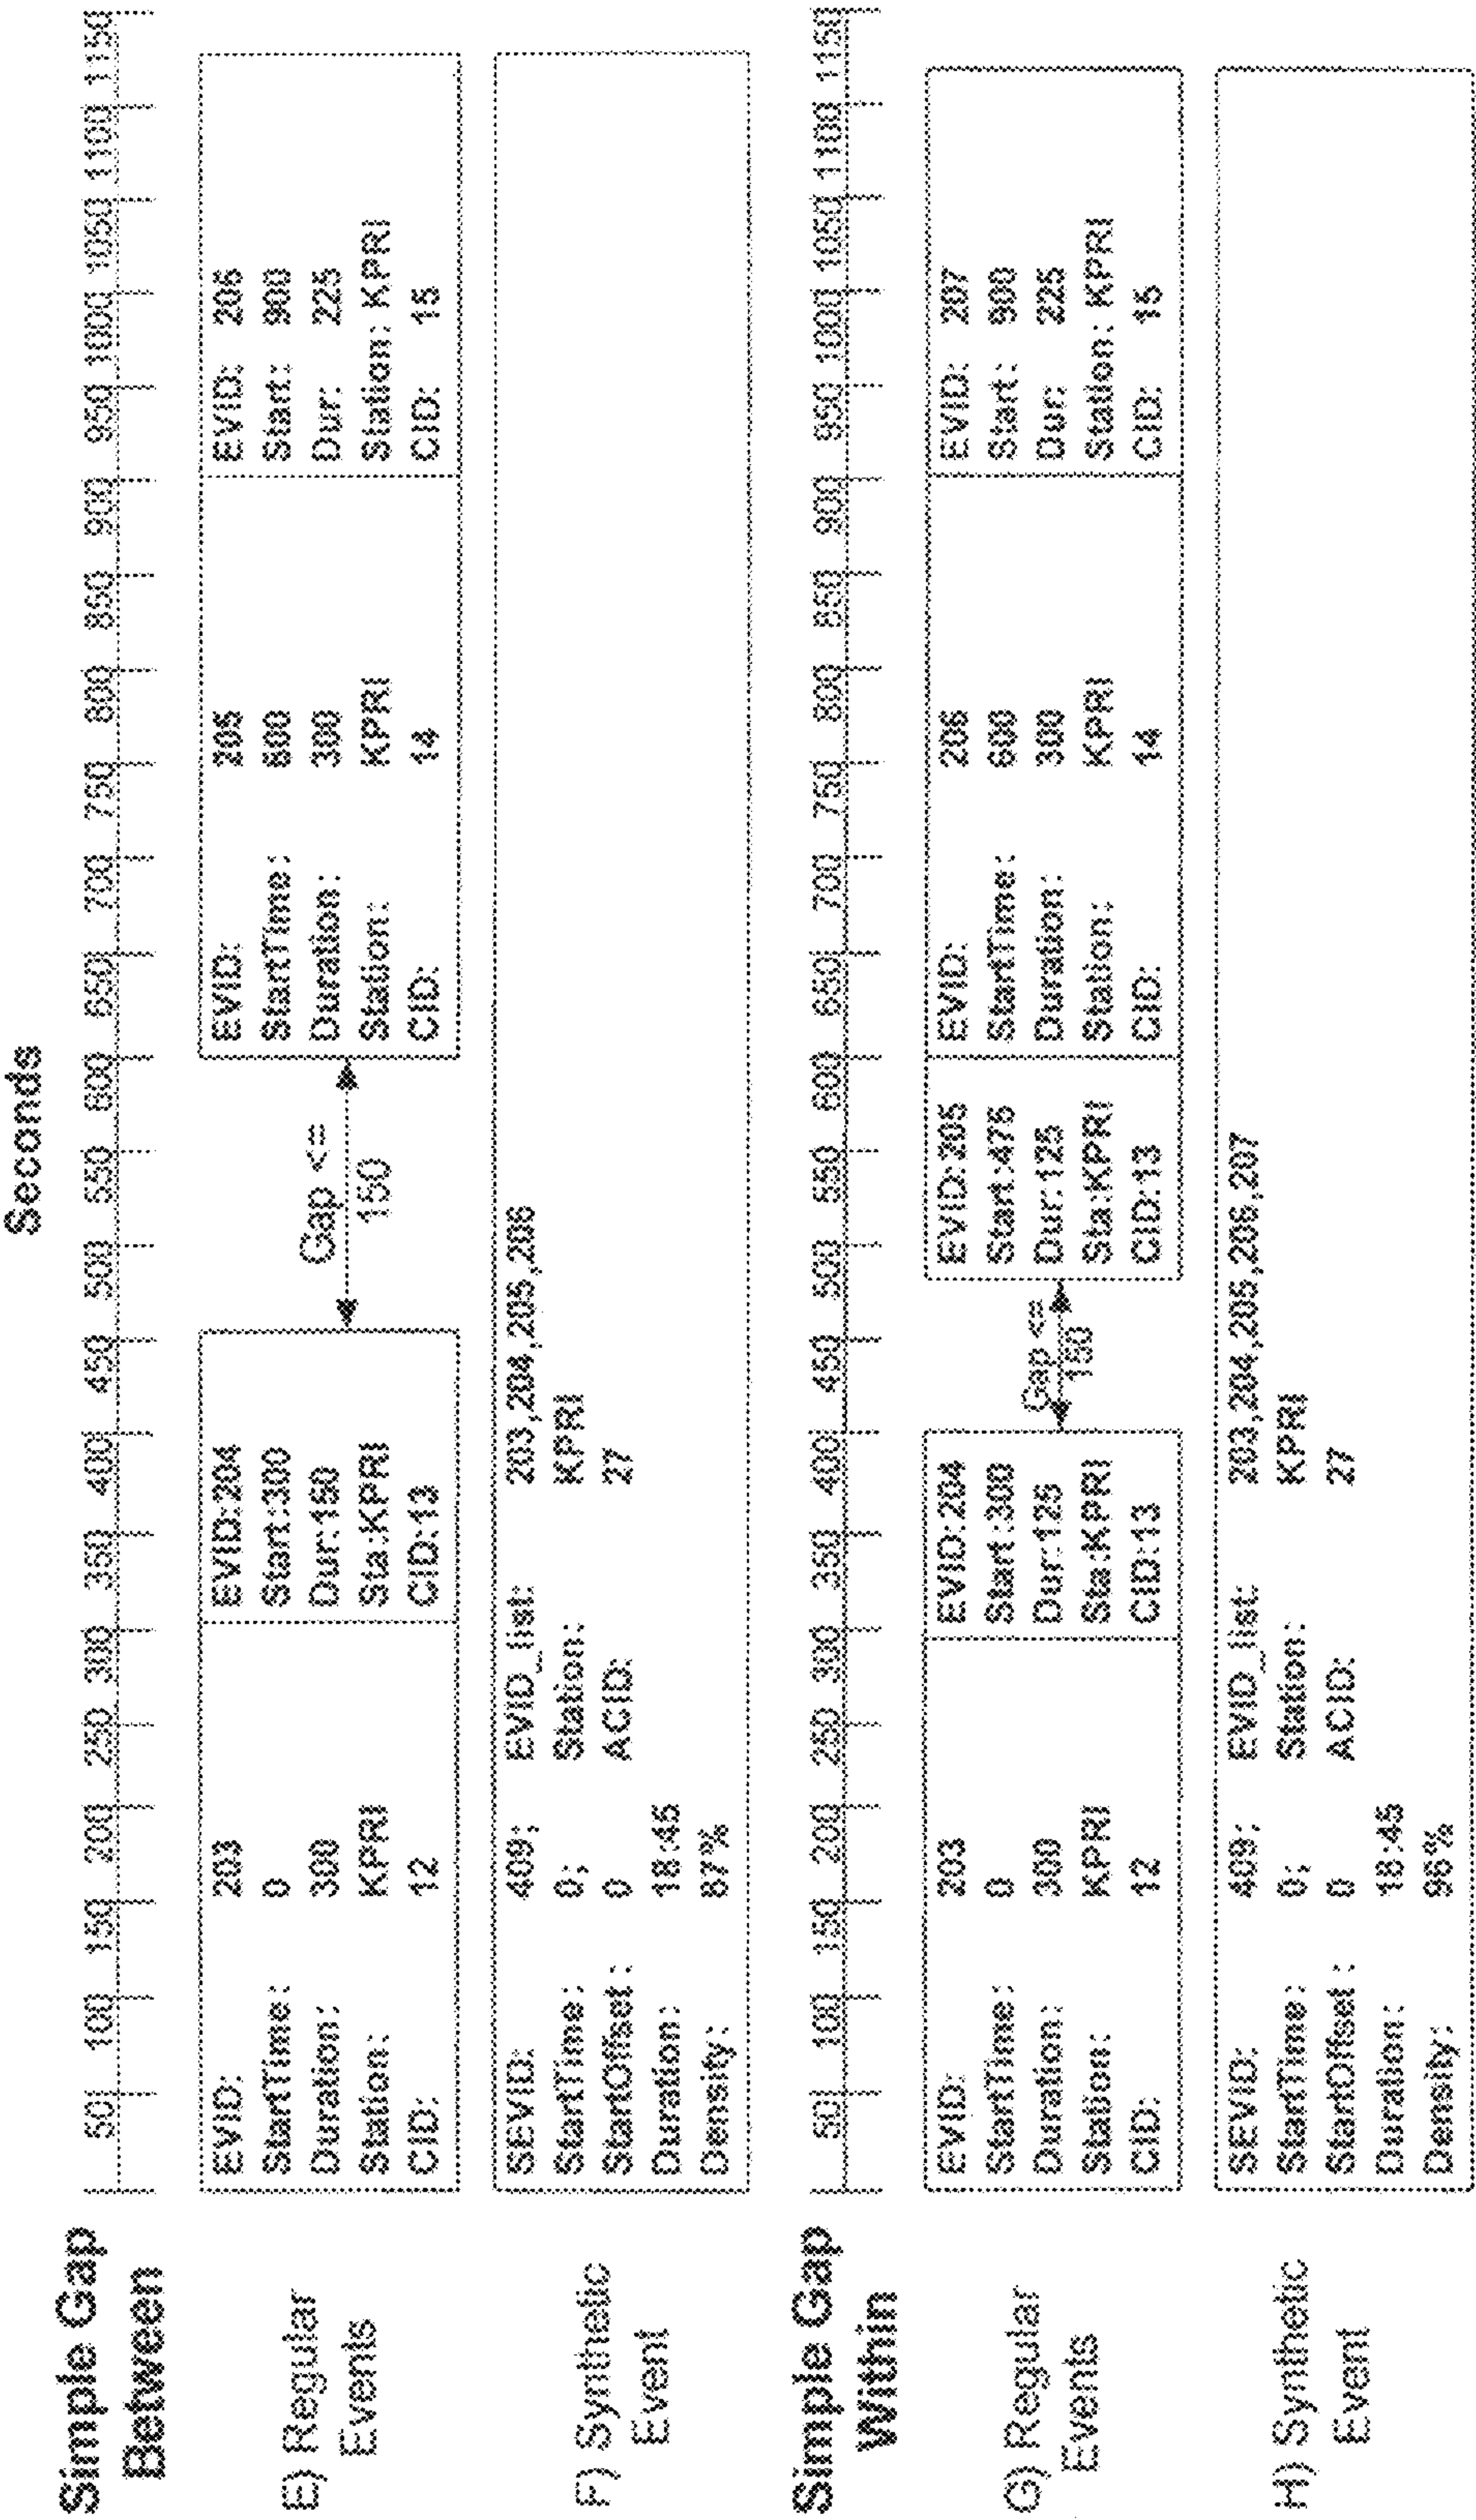 Seconds
Simple Gap
Between
50 100 150 200 250 300 350 400 450 500 550 600 650 700 750 800 850 900 950 1000 1050 1100 1150
E) Regular
Events
EVID: 203
StartTime: 0
Duration: 300
Station: KPRI
CID: 12
EVID:204
Start:300
Dur:150
Sta:KPRI
CID:13
Gap <=
150
EVID: 205
StartTime: 600
Duration: 300
Station: KPRI
CID: 14
EVID: 206
Start: 900
Dur: 225
Station: KPRI
CID: 15
F) Synthetic
Event
SEVID: 409;
StartTime: 0;
StartOffset: 0
Duration: 18:45
Density: 87%
EVID_list: 203,204,205,206
Station: KPRI
ACID: 27
Simple Gap
Within
50 100 150 200 250 300 350 400 450 500 550 600 650 700 750 800 850 900 950 1000 1050 1100 1150
G) Regular
Events
EVID: 203
StartTime: 0
Duration: 300
Station: KPRI
CID: 12
EVID:204
Start:300
Dur:125
Sta:KPRI
CID:13
Gap <=
150
EVID:205
Start:475
Dur:125
Sta:KPRI
CID:13
EVID: 206
StartTime: 600
Duration: 300
Station: KPRI
CID: 14
EVID: 207
Start: 900
Dur: 225
Station: KPRI
CID: 15
H) Synthetic
Event
SEVID: 409;
StartTime: 0;
StartOffset: 0
Duration: 18:45
Density: 96%
EVID_list: 203,204,205,206,207
Station: KPRI
ACID: 27